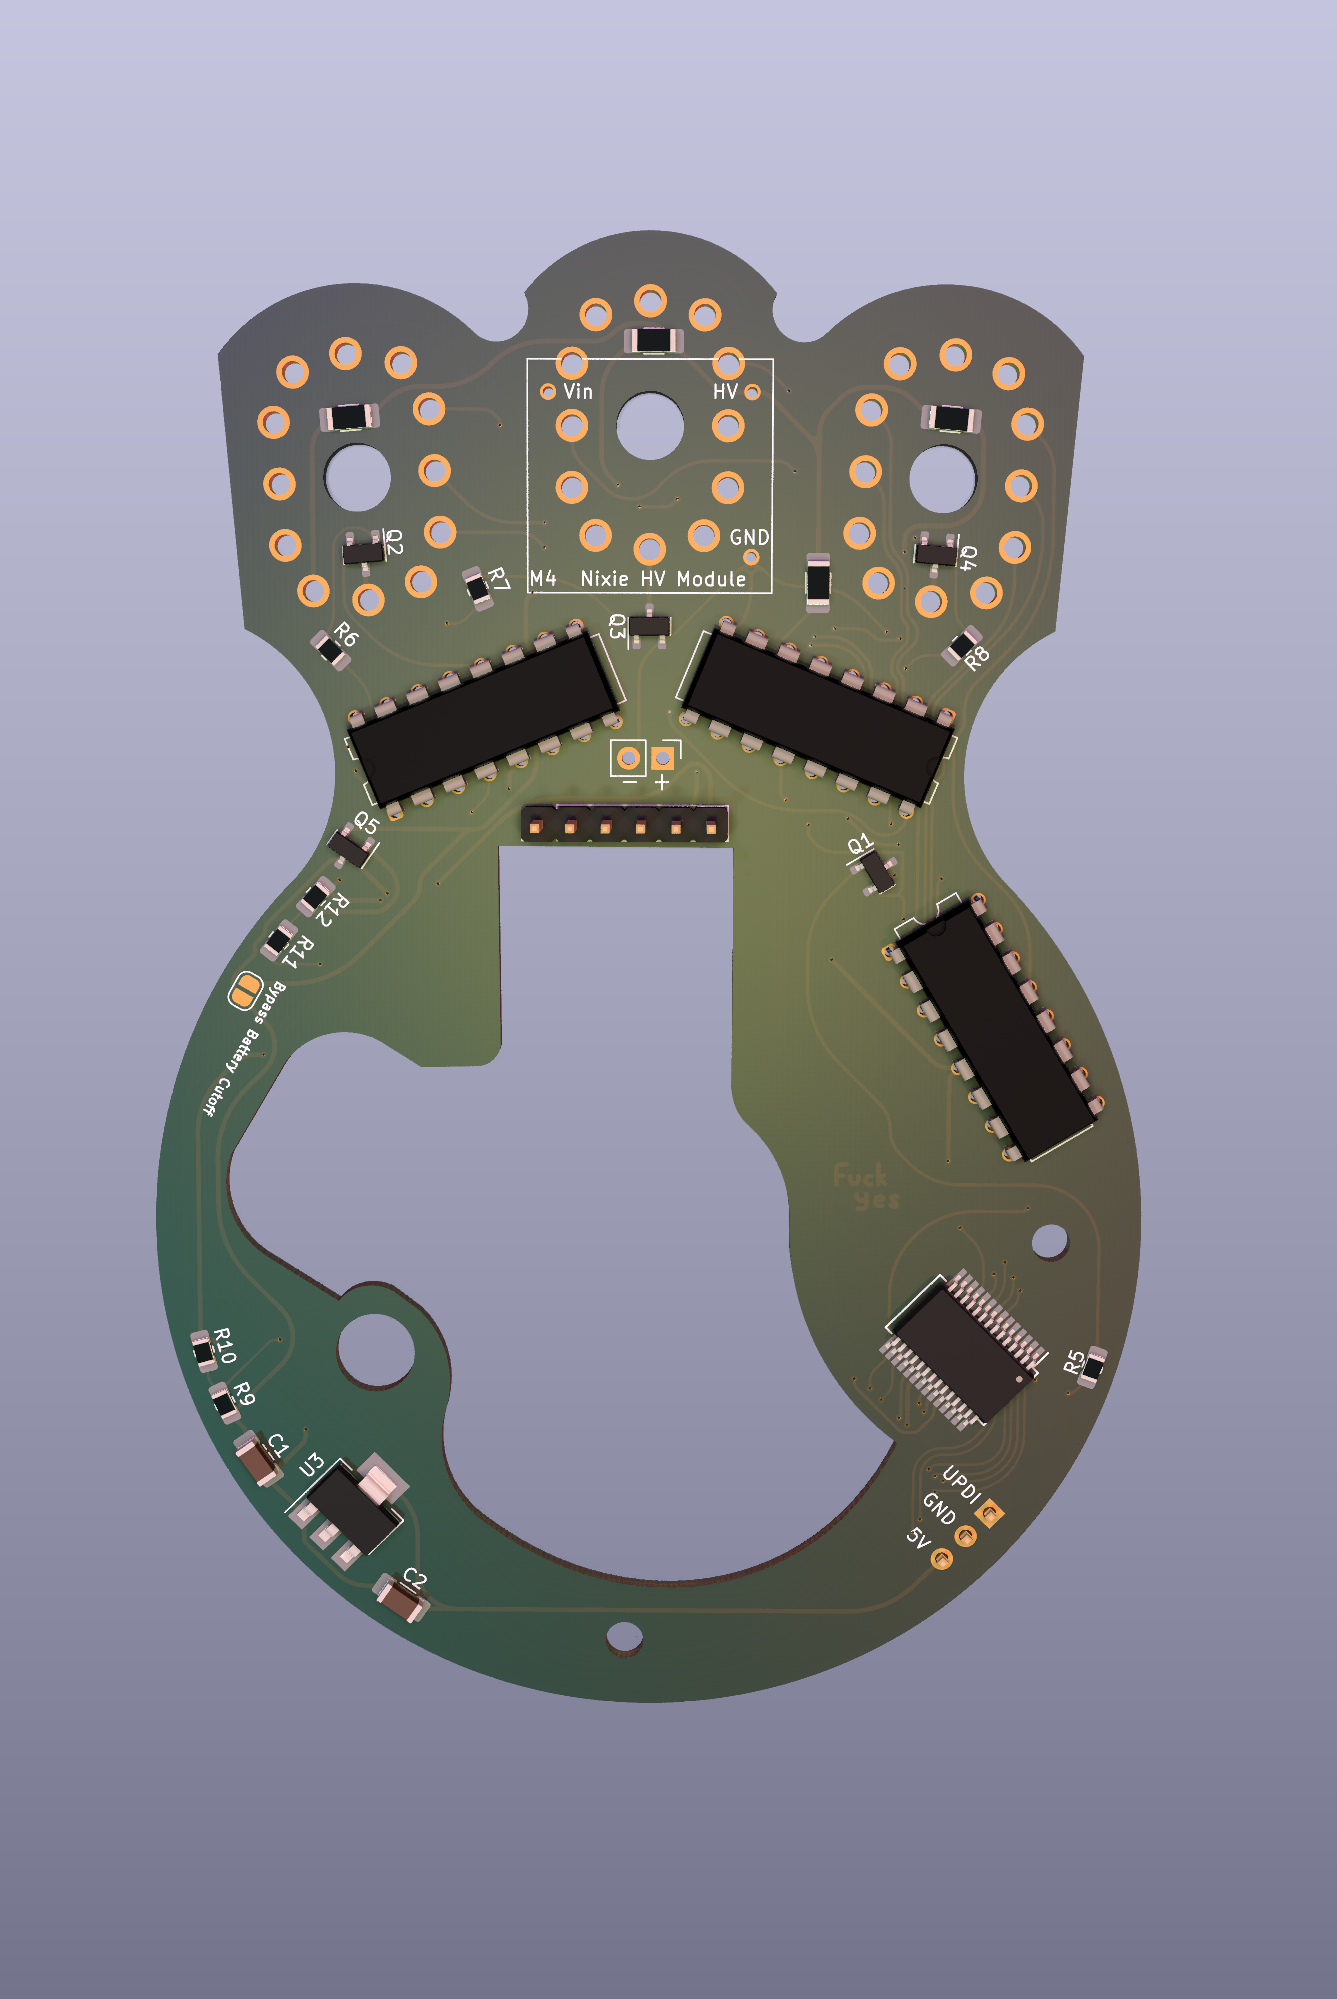 Vin
HV
GND
M4 Nixie HV Module
Q2
Q4
R7
Q3
R6
R8
- +
Q5
Q1
R12
R11
Bypass Battery Cutoff
Fuck
yes
R10
R5
R9
C1
U3
UPDI
GND
5V
C2